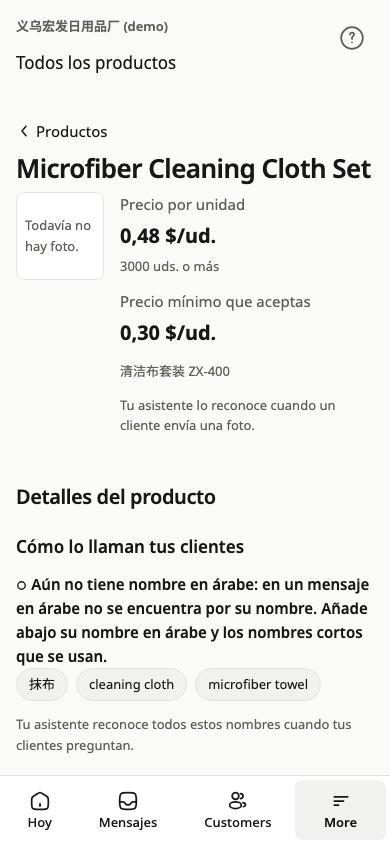 义乌宏发日用品厂 (demo)
Todos los productos
Productos
Microfiber Cleaning Cloth Set
Todavía no
hay foto.
Precio por unidad
0,48 $/ud.
3000 uds. o más
Precio mínimo que aceptas
0,30 $/ud.
清洁布套装 ZX-400
Tu asistente lo reconoce cuando un
cliente envía una foto.
Detalles del producto
Cómo lo llaman tus clientes
Aún no tiene nombre en árabe: en un mensaje
en árabe no se encuentra por su nombre. Añade
abajo su nombre en árabe y los nombres cortos
que se usan.
抹布 cleaning cloth microfiber towel
Tu asistente reconoce todos estos nombres cuando tus
clientes preguntan.
Hoy Mensajes Customers More